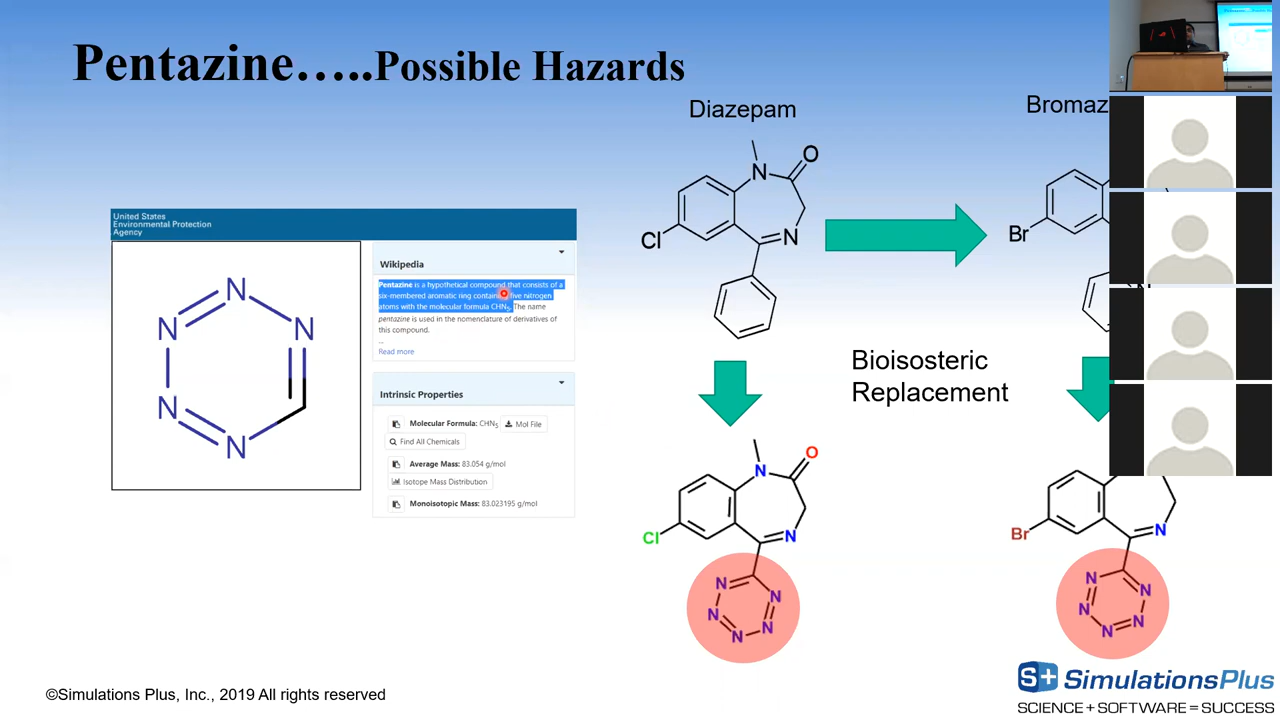 Pentazine…..Possible Hazards
Diazepam
Bromaz
United States
Environmental Protection
Agency
Wikipedia
Pentazine is a hypothetical compound that consists of a
six-membered aromatic ring containing five nitrogen
atoms with the molecular formula CHN5. The name
pentazine is used in the nomenclature of derivatives of
this compound.
...
Read more
Intrinsic Properties
Molecular Formula: CHN5
Mol File
Find All Chemicals
Average Mass: 83.054 g/mol
Isotope Mass Distribution
Monoisotopic Mass: 83.023195 g/mol
N
N
N
N
N
N
O
Cl
N
Br
Bioisosteric
Replacement
N
O
Cl
N
N
N
N
N
N
Br
N
N
N
N
N
N
©Simulations Plus, Inc., 2019 All rights reserved
S+ SimulationsPlus
SCIENCE + SOFTWARE = SUCCESS